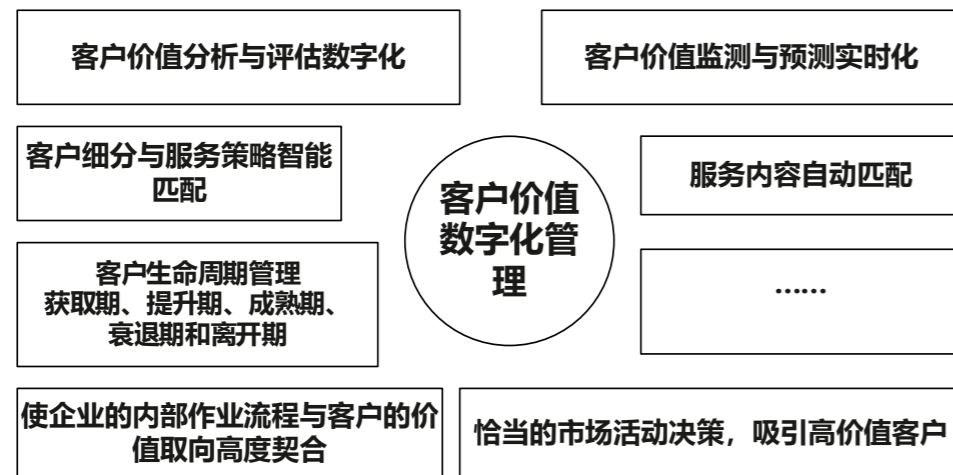 客户价值分析与评估数字化
客户价值监测与预测实时化
客户细分与服务策略智能
匹配
客户价值
数字化管
理
服务内容自动匹配
客户生命周期管理
获取期、提升期、成熟期、
衰退期和离开期
……
使企业的内部作业流程与客户的价
值取向高度契合
恰当的市场活动决策，吸引高价值客户